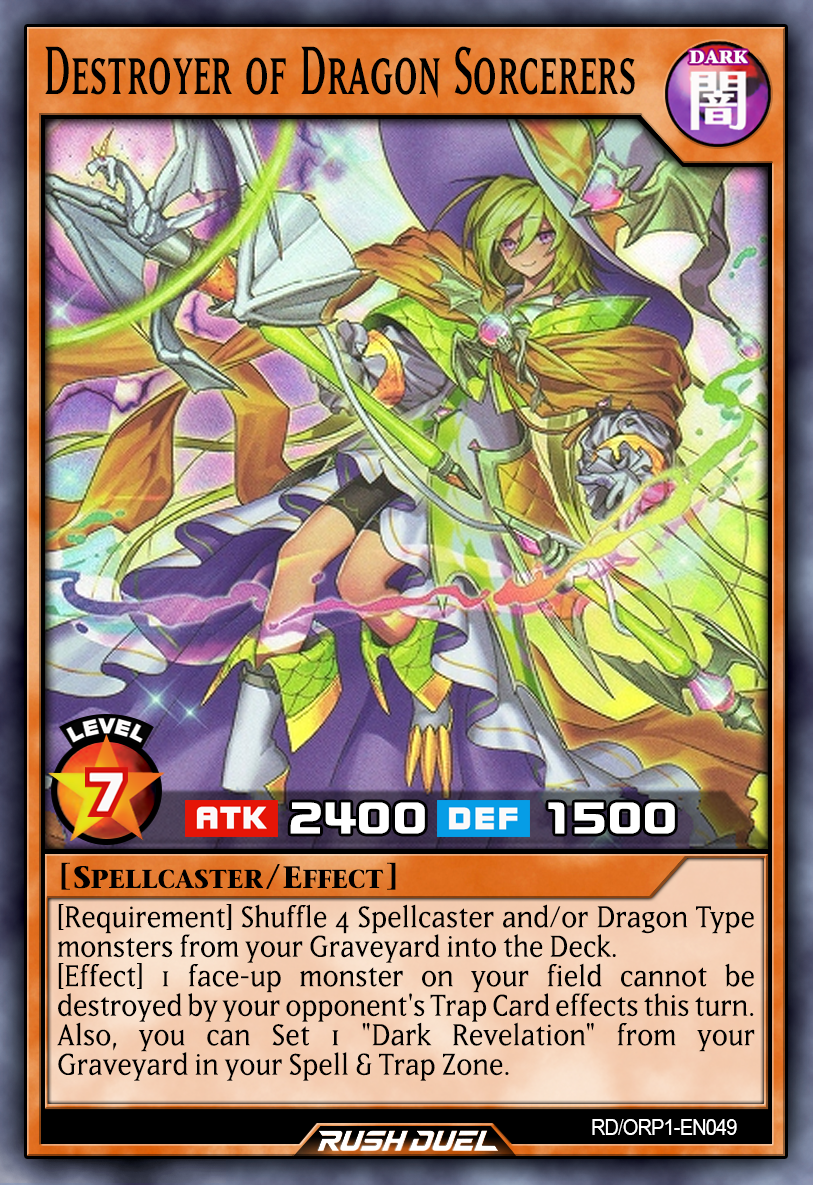 Destroyer of Dragon Sorcerers
DARK
闇
LEVEL
7
ATK 2400 DEF 1500
[Spellcaster/Effect]
[Requirement] Shuffle 4 Spellcaster and/or Dragon Type
monsters from your Graveyard into the Deck.
[Effect] 1 face-up monster on your field cannot be
destroyed by your opponent's Trap Card effects this turn.
Also, you can Set 1 "Dark Revelation" from your
Graveyard in your Spell & Trap Zone.
RUSH DUEL
RD/ORP1-EN049